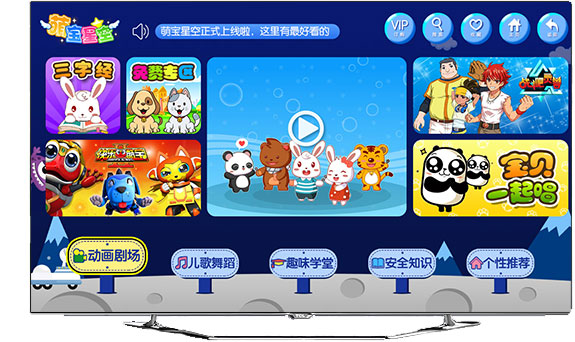 萌宝星空
萌宝星空正式上线啦，这里有最好看的
VIP
三字经
免费专区
宝贝
一起唱
动画剧场
儿歌舞蹈
趣味学堂
安全知识
个性推荐